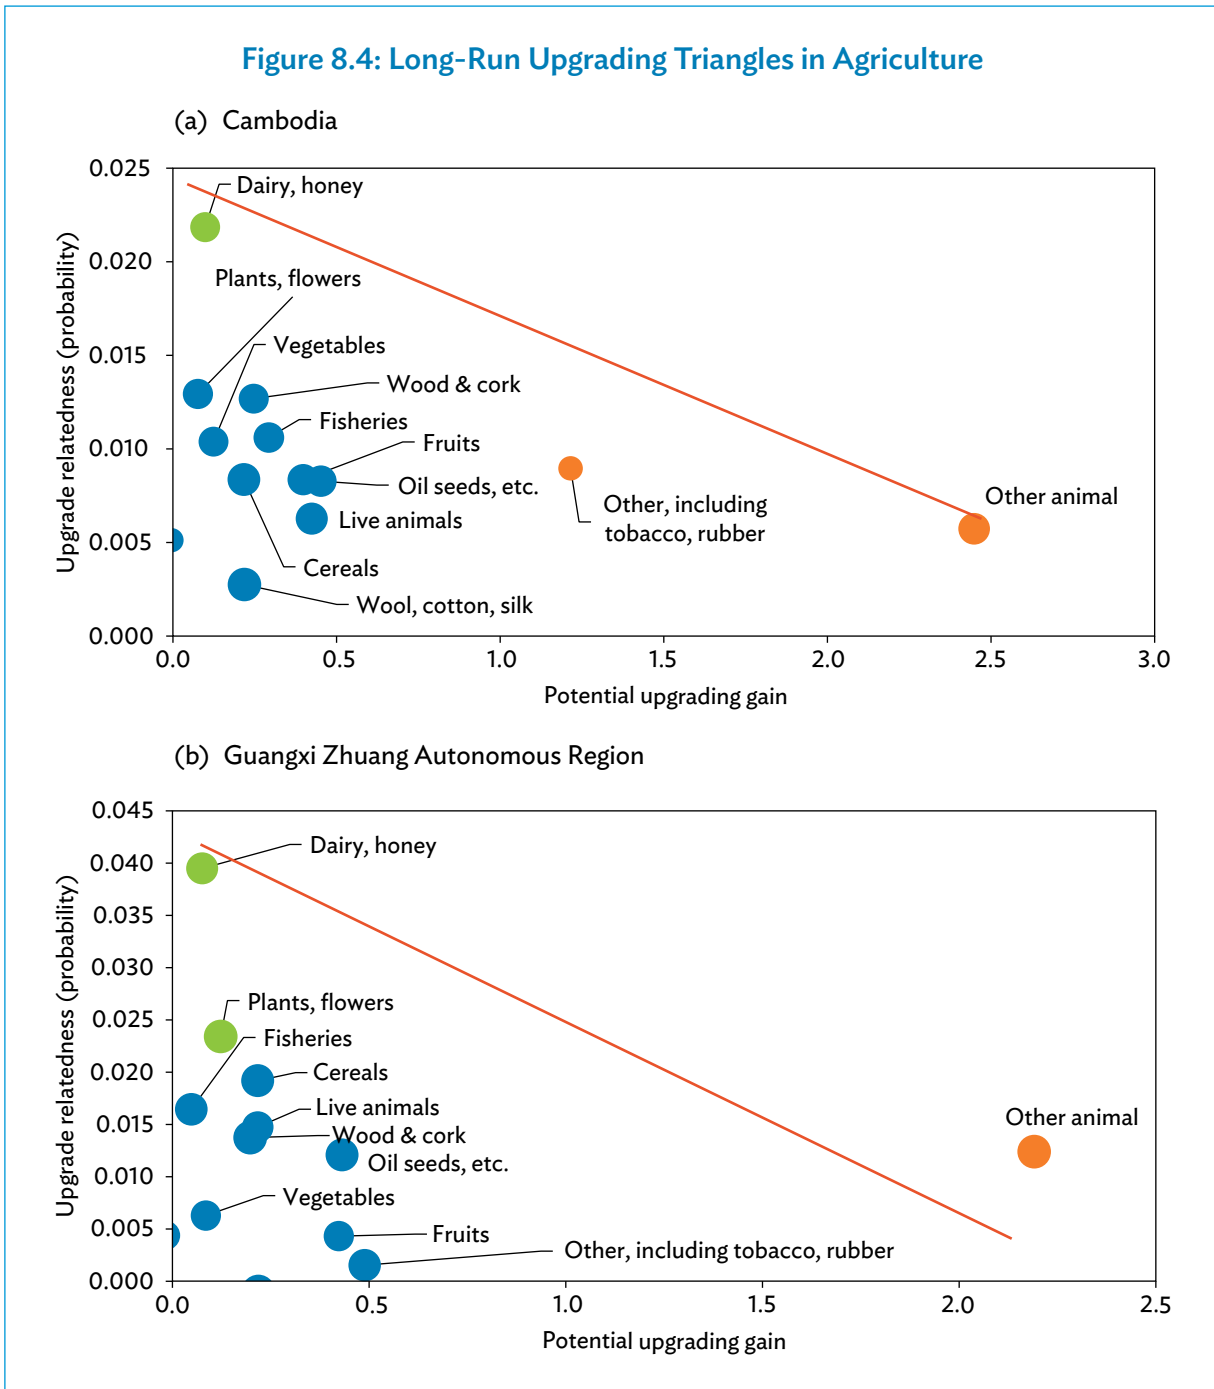 Figure 8.4: Long-Run Upgrading Triangles in Agriculture
(a) Cambodia
Upgrade relatedness (probability)
0.025
0.020
0.015
0.010
0.005
0.000
Dairy, honey
Plants, flowers
Vegetables
Wood & cork
Fisheries
Fruits
Oil seeds, etc.
Live animals
Cereals
Wool, cotton, silk
Other, including
tobacco, rubber
Other animal
0.0 0.5 1.0 1.5 2.0 2.5 3.0
Potential upgrading gain
(b) Guangxi Zhuang Autonomous Region
Upgrade relatedness (probability)
0.045
0.040
0.035
0.030
0.025
0.020
0.015
0.010
0.005
0.000
Dairy, honey
Plants, flowers
Fisheries
Cereals
Live animals
Wood & cork
Oil seeds, etc.
Vegetables
Fruits
Other, including tobacco, rubber
Other animal
0.0 0.5 1.0 1.5 2.0 2.5
Potential upgrading gain